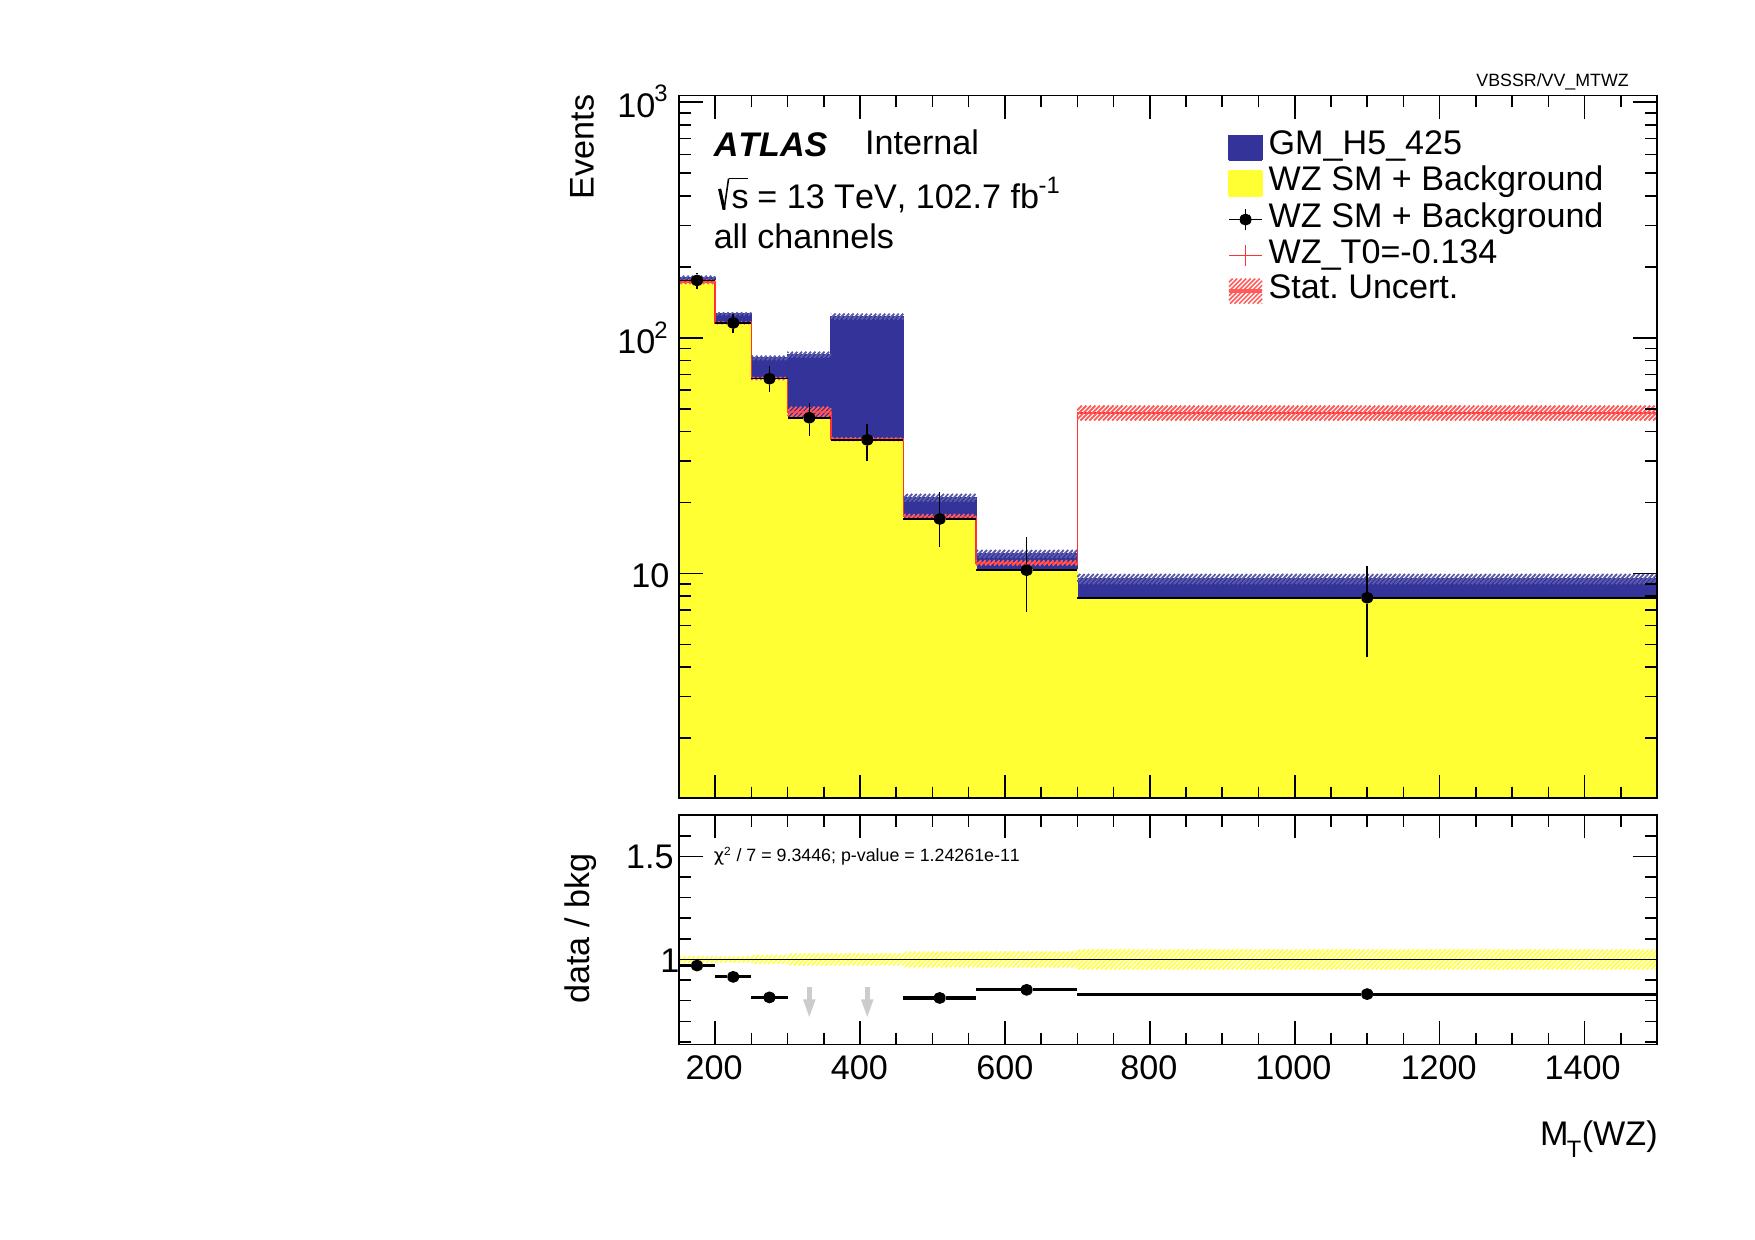 VBSSR/VV_MTWZ
Events
10³
10²
10
ATLAS Internal
√s = 13 TeV, 102.7 fb⁻¹
all channels
GM_H5_425
WZ SM + Background
WZ SM + Background
WZ_T0=-0.134
Stat. Uncert.
data / bkg
1.5
1
χ² / 7 = 9.3446; p-value = 1.24261e-11
200 400 600 800 1000 1200 1400
M_T(WZ)